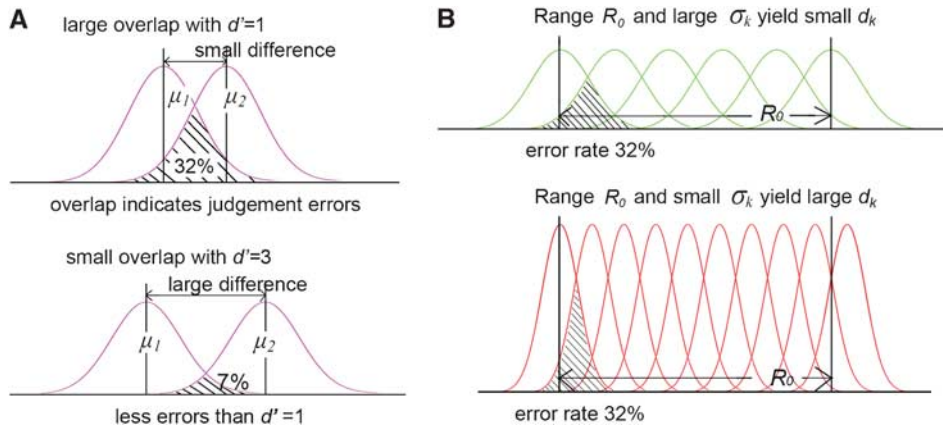 A
large overlap with d'=1
small difference
μ1
μ2
32%
overlap indicates judgement errors
small overlap with d'=3
large difference
μ1
μ2
7%
less errors than d'=1
B
Range R0 and large σk yield small dk
R0
error rate 32%
Range R0 and small σk yield large dk
R0
error rate 32%